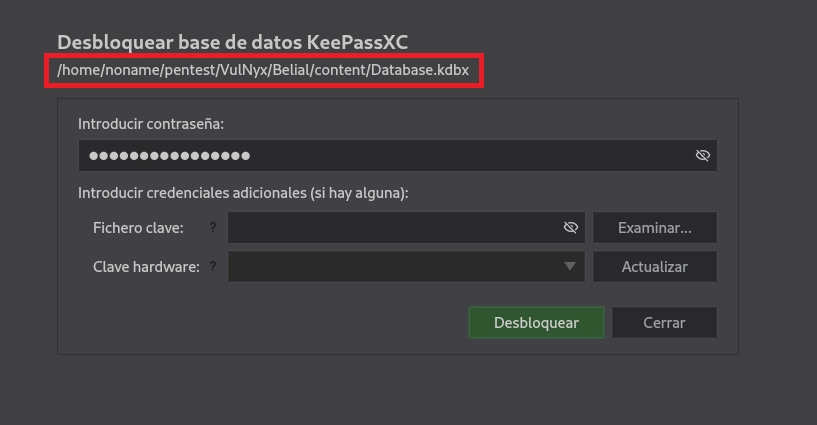 Desbloquear base de datos KeePassXC
/home/noname/pentest/VulNyx/Belial/content/Database.kdbx
Introducir contraseña:
●●●●●●●●●●●●●●●●
Introducir credenciales adicionales (si hay alguna):
Fichero clave: ? Examinar...
Clave hardware: ? Actualizar
Desbloquear Cerrar